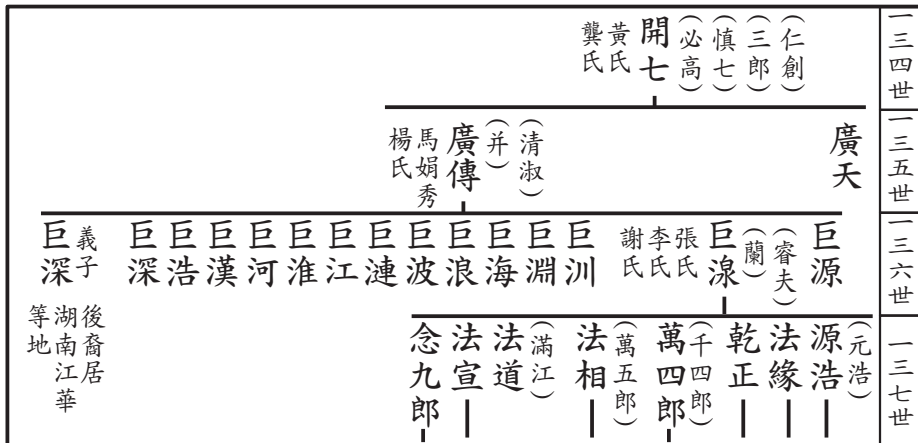 一三四世
（仁創）
（三郎）
（慎七）
（必高）
開七
黃氏
龔氏
一三五世
廣天
（清淑）
（并）
廣傳
馬娟秀
楊氏
一三六世
巨源
（睿夫）
（蘭）
巨湶
張氏
李氏
謝氏
巨汌
巨淵
巨海
巨浪
巨波
巨漣
巨江
巨淮
巨河
巨漢
巨浩
巨深
義子
巨深
後裔居
湖南江華
等地
一三七世
（元浩）
源浩
法緣
乾正
（千四郎）
萬四郎
（萬五郎）
法相
（滿江）
法道
法宣
念九郎